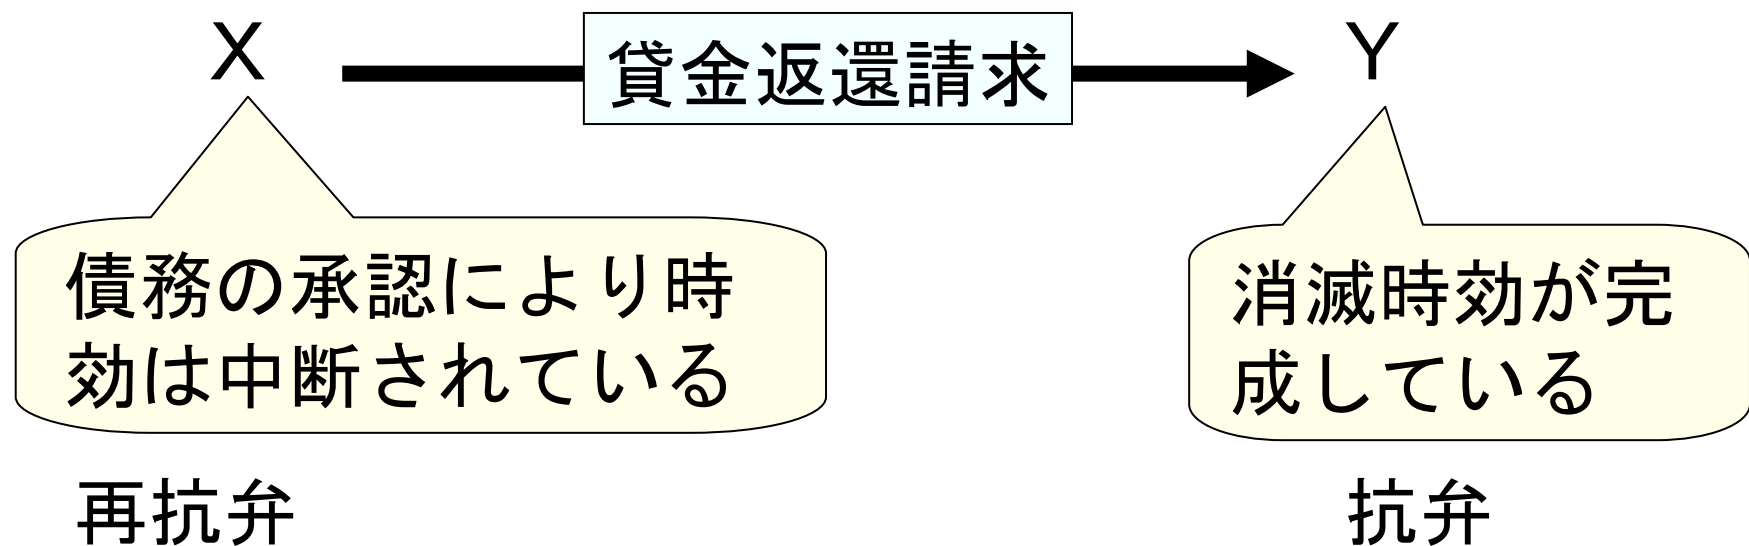 X
貸金返還請求
Y
債務の承認により時
効は中断されている
消滅時効が完
成している
再抗弁
抗弁